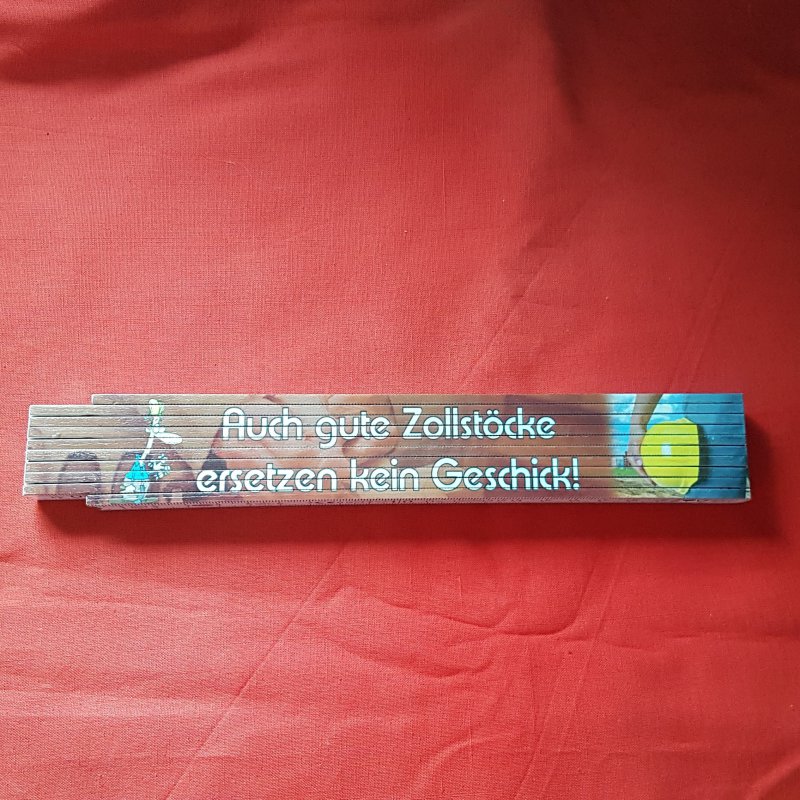 Auch gute Zollstöcke
ersetzen kein Geschick!